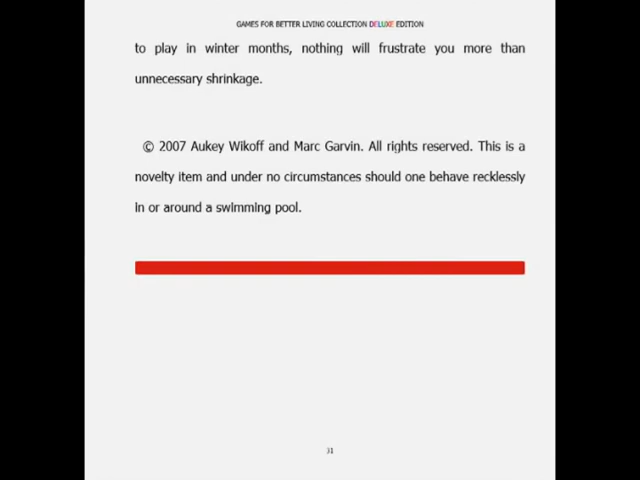 GAMES FOR BETTER LIVING COLLECTION DELUXE EDITION
to play in winter months, nothing will frustrate you more than
unnecessary shrinkage.
© 2007 Aukey Wikoff and Marc Garvin. All rights reserved. This is a
novelty item and under no circumstances should one behave recklessly
in or around a swimming pool.
31